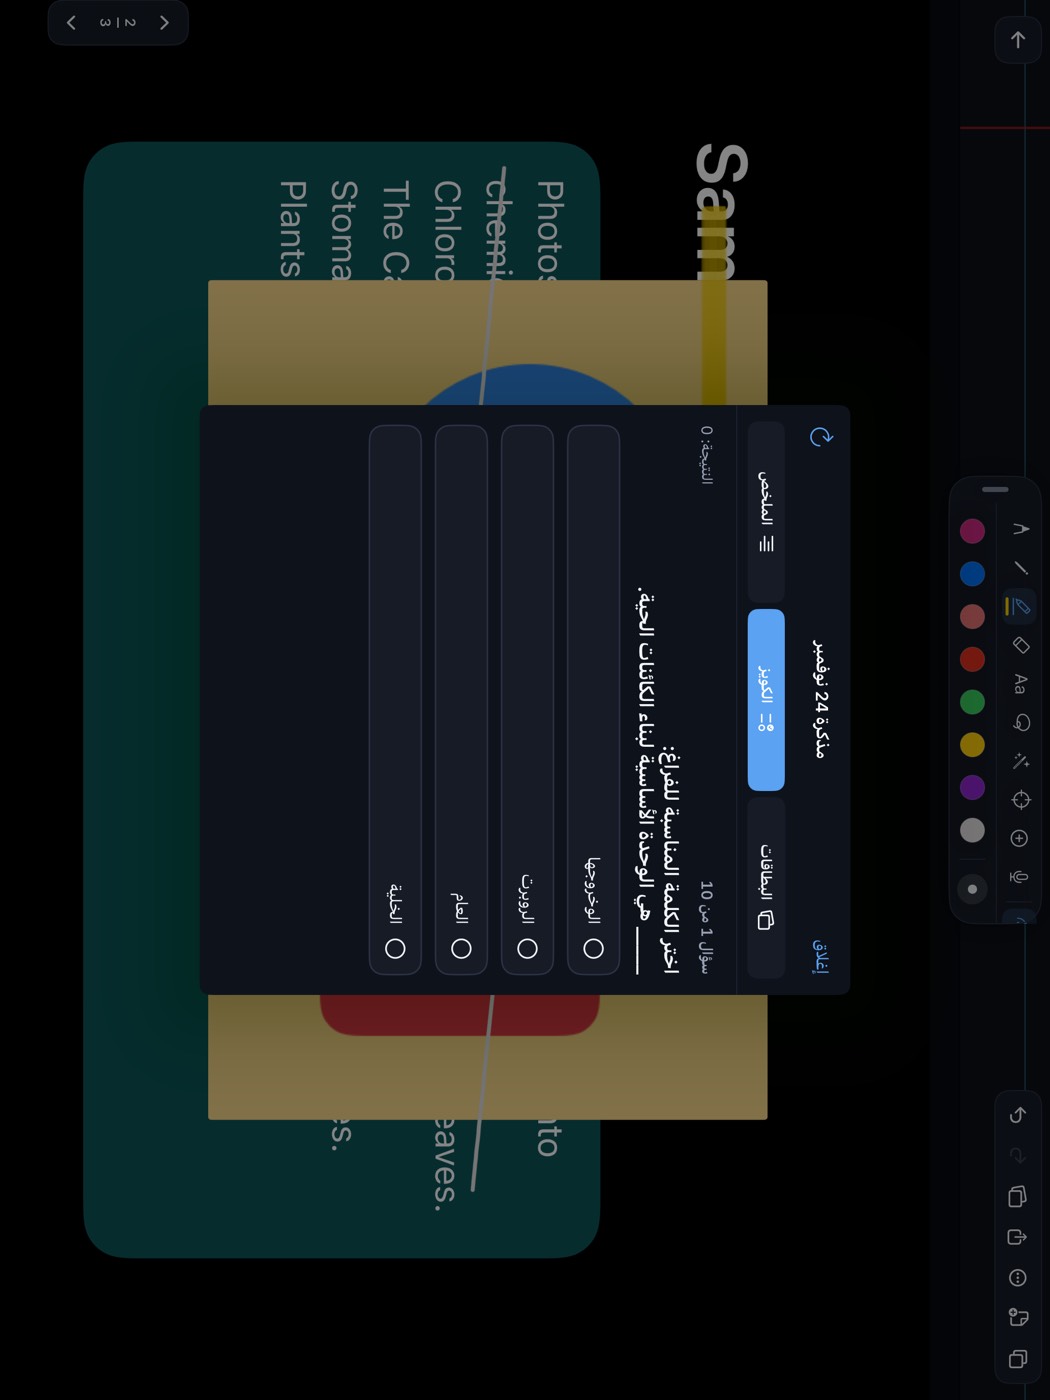 Aa
إغلاق
مذكرة 24 نوفمبر
البطاقات
الكويز
الملخص
سؤال 1 من 10
النتيجة: 0
اختر الكلمة المناسبة للفراغ:
_____ هي الوحدة الأساسية لبناء الكائنات الحية.
الوخروجها
الروبرت
العام
الخلية
Sam
Photos
nto
chemi
Chloro
eaves.
The Ca
Stoma
es.
Plants
2
3